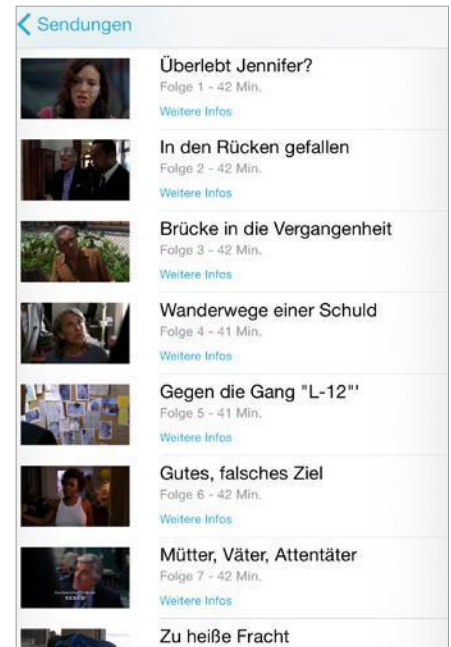 Sendungen
Überlebt Jennifer?
Folge 1 - 42 Min.
Weitere Infos
In den Rücken gefallen
Folge 2 - 42 Min.
Weitere Infos
Brücke in die Vergangenheit
Folge 3 - 42 Min.
Weitere Infos
Wanderwege einer Schuld
Folge 4 - 41 Min.
Weitere Infos
Gegen die Gang "L-12"'
Folge 5 - 41 Min.
Weitere Infos
Gutes, falsches Ziel
Folge 6 - 42 Min.
Weitere Infos
Mütter, Väter, Attentäter
Folge 7 - 42 Min.
Weitere Infos
Zu heiße Fracht